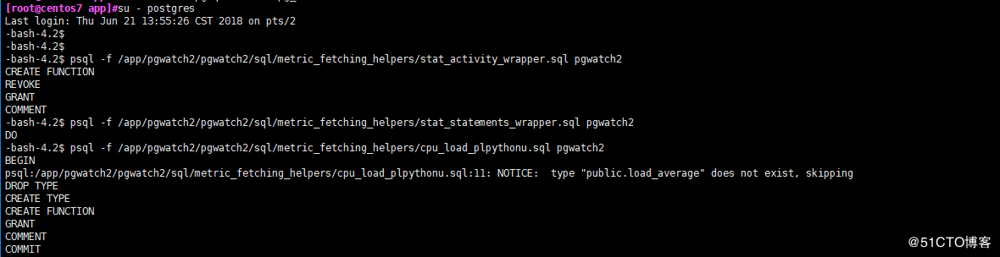 [root@centos7 app]#su - postgres
Last login: Thu Jun 21 13:55:26 CST 2018 on pts/2
-bash-4.2$
-bash-4.2$
-bash-4.2$ psql -f /app/pgwatch2/pgwatch2/sql/metric_fetching_helpers/stat_activity_wrapper.sql pgwatch2
CREATE FUNCTION
REVOKE
GRANT
COMMENT
-bash-4.2$ psql -f /app/pgwatch2/pgwatch2/sql/metric_fetching_helpers/stat_statements_wrapper.sql pgwatch2
DO
-bash-4.2$ psql -f /app/pgwatch2/pgwatch2/sql/metric_fetching_helpers/cpu_load_plpythonu.sql pgwatch2
BEGIN
psql:/app/pgwatch2/pgwatch2/sql/metric_fetching_helpers/cpu_load_plpythonu.sql:11: NOTICE:  type "public.load_average" does not exist, skipping
DROP TYPE
CREATE TYPE
CREATE FUNCTION
GRANT
COMMENT
COMMIT
@51CTO博客